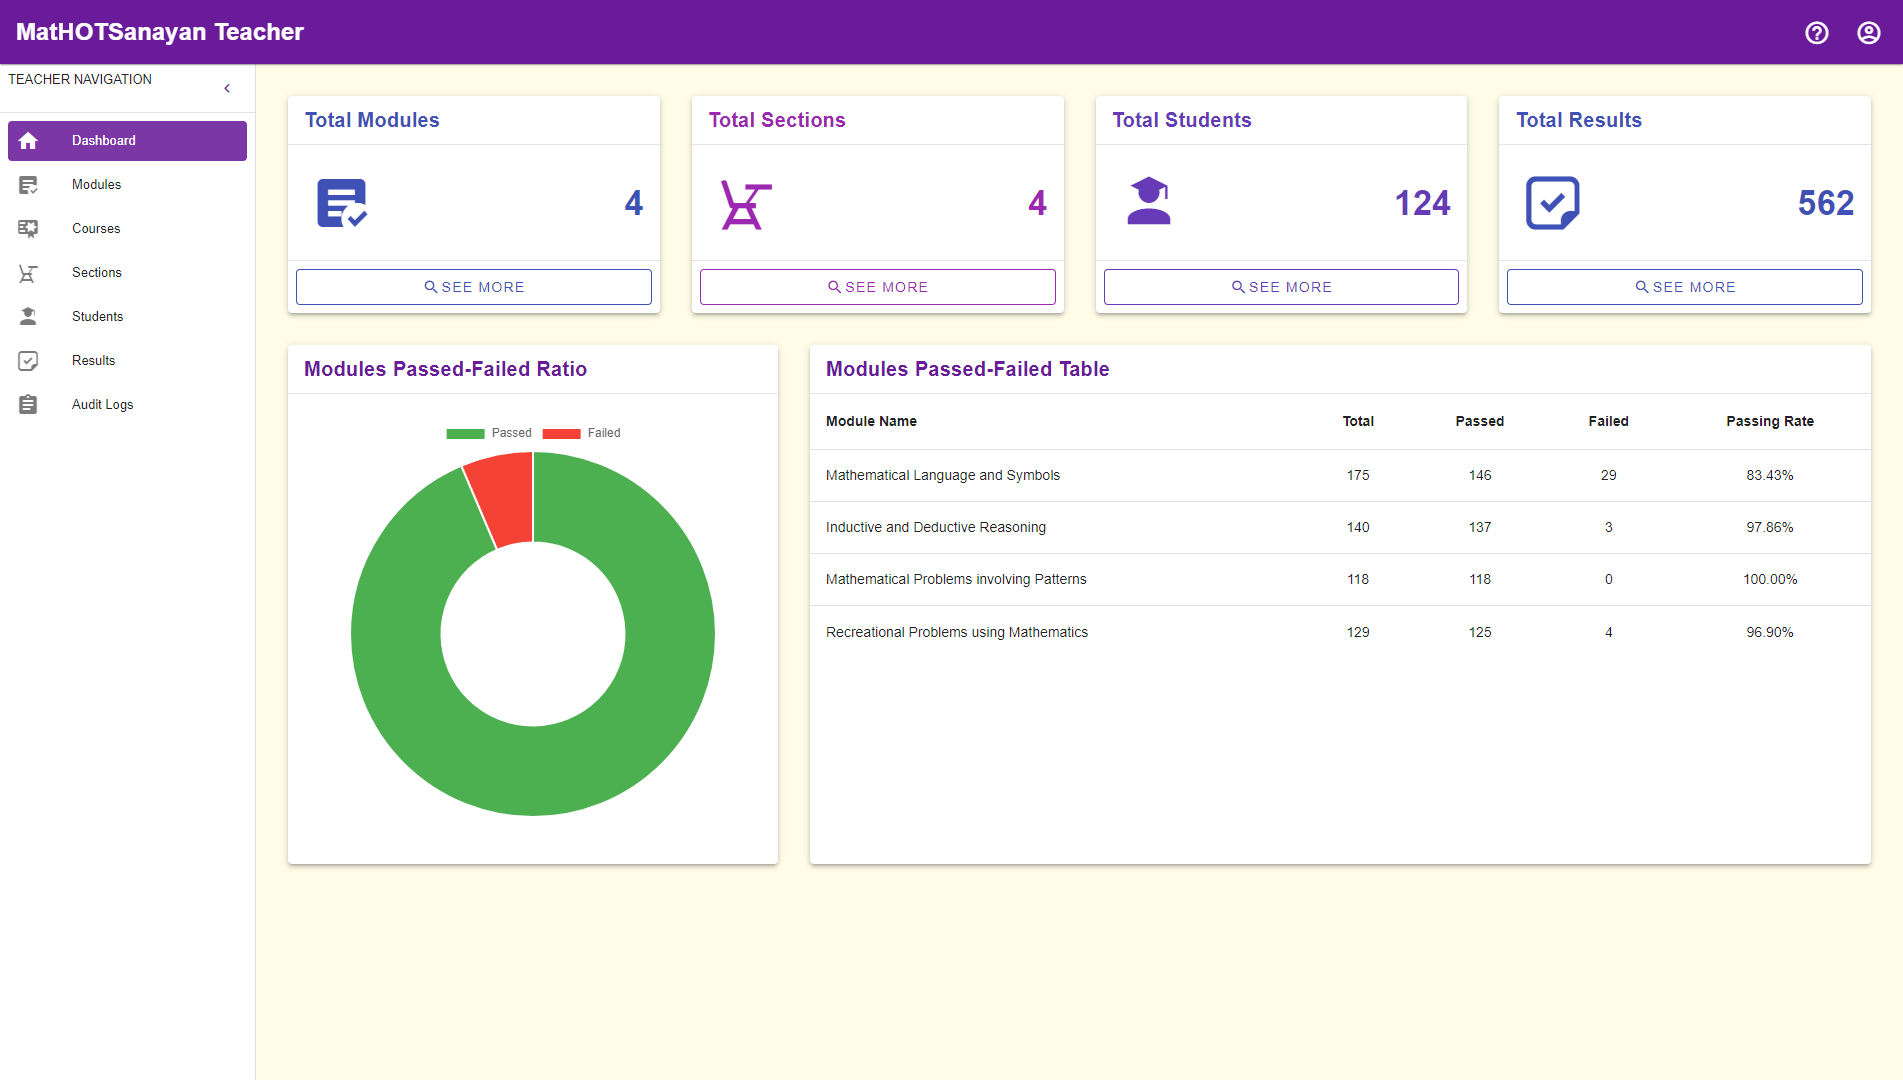 MatHOTSanayan Teacher
TEACHER NAVIGATION
Dashboard
Modules
Courses
Sections
Students
Results
Audit Logs
Total Modules
4
SEE MORE
Total Sections
4
SEE MORE
Total Students
124
SEE MORE
Total Results
562
SEE MORE
Modules Passed-Failed Ratio
Passed Failed
Modules Passed-Failed Table
Module Name Total Passed Failed Passing Rate
Mathematical Language and Symbols 175 146 29 83.43%
Inductive and Deductive Reasoning 140 137 3 97.86%
Mathematical Problems involving Patterns 118 118 0 100.00%
Recreational Problems using Mathematics 129 125 4 96.90%